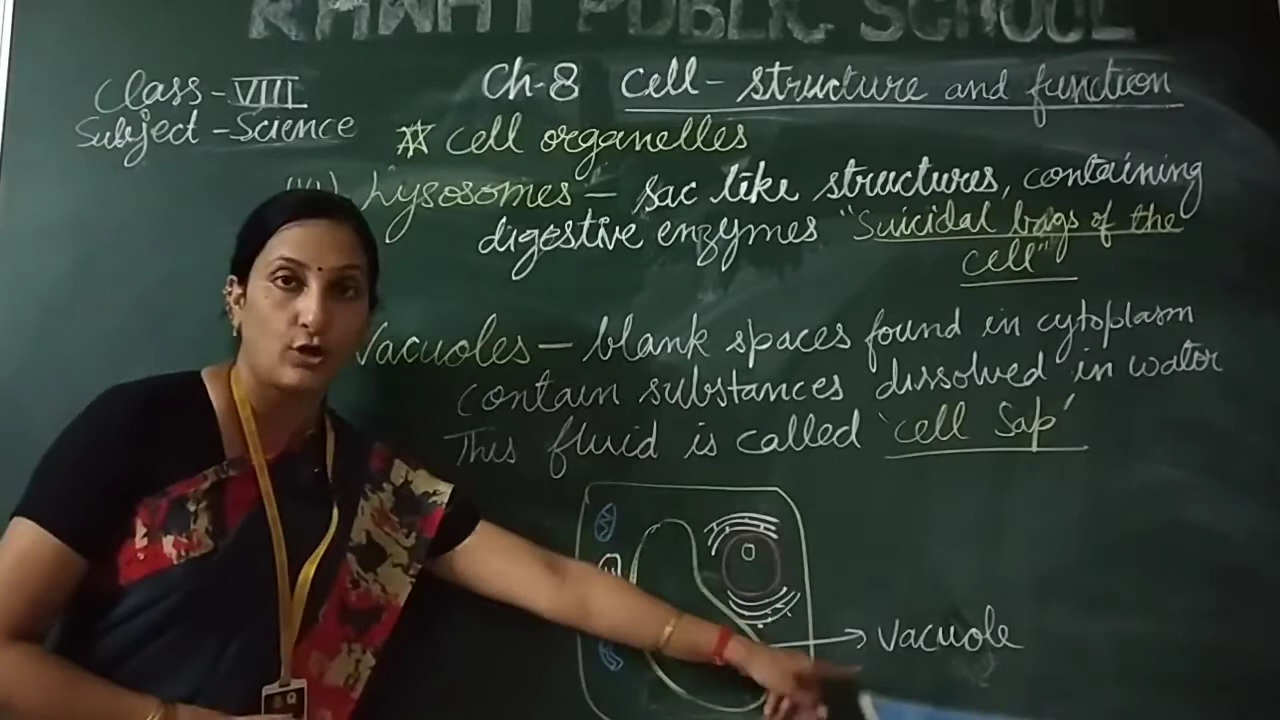 RAWAT PUBLIC SCHOOL
Class - VIII
Ch-8 Cell - structure and function
Subject - Science
☆ Cell organelles
Lysosomes - sac like structures, containing
digestive enzymes "Suicidal bags of the
cell"
Vacuoles - blank spaces found in cytoplasm
contain substances dissolved in water
This fluid is called 'cell Sap'
→ vacuole